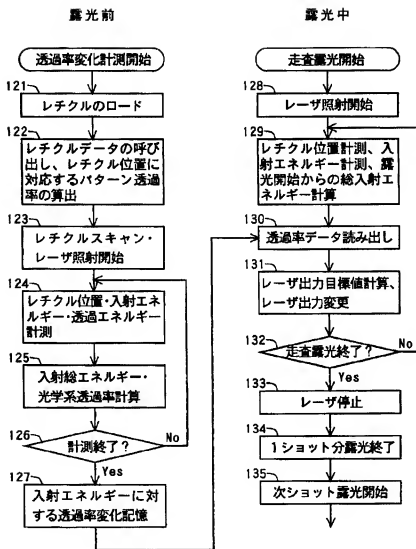 露光前
透過率変化計測開始
121
レチクルのロード
122
レチクルデータの呼び
出し、レチクル位置に
対応するパターン透過
率の算出
123
レチクルスキャン・
レーザ照射開始
124
レチクル位置・入射エネ
ルギー・透過エネルギー
計測
125
入射総エネルギー・
光学系透過率計算
126
計測終了?
No
Yes
127
入射エネルギーに対
する透過率変化記憶
露光中
走査露光開始
128
レーザ照射開始
129
レチクル位置計測、入
射エネルギー計測、露
光開始からの総入射エ
ネルギー計算
130
透過率データ読み出し
131
レーザ出力目標値計算、
レーザ出力変更
132
走査露光終了?
No
Yes
133
レーザ停止
134
1ショット分露光終了
135
次ショット露光開始